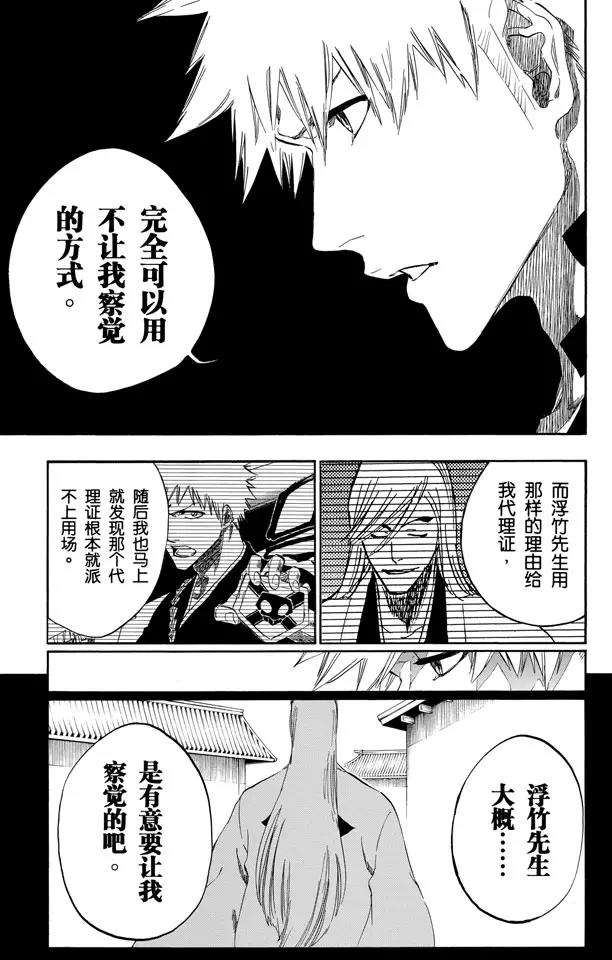 完全可以用
不让我察觉
的方式。
而浮竹先生用
那样的理由给
我代理证，
随后我也马上
就发现那个代
理证根本就派
不上用场。
浮竹先生
大概……
是有意要让我
察觉的吧。